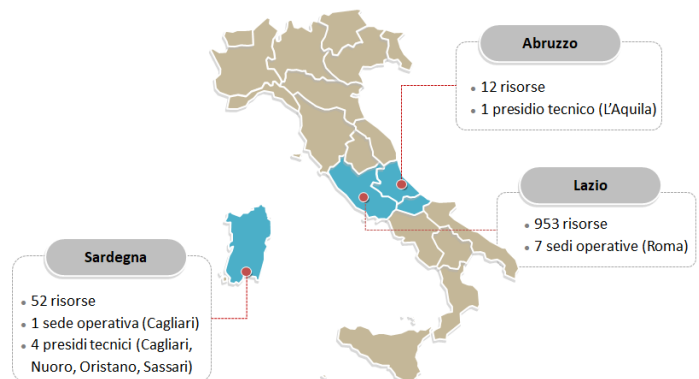 Abruzzo
• 12 risorse
• 1 presidio tecnico (L’Aquila)
Lazio
• 953 risorse
• 7 sedi operative (Roma)
Sardegna
• 52 risorse
• 1 sede operativa (Cagliari)
• 4 presidi tecnici (Cagliari,
Nuoro, Oristano, Sassari)